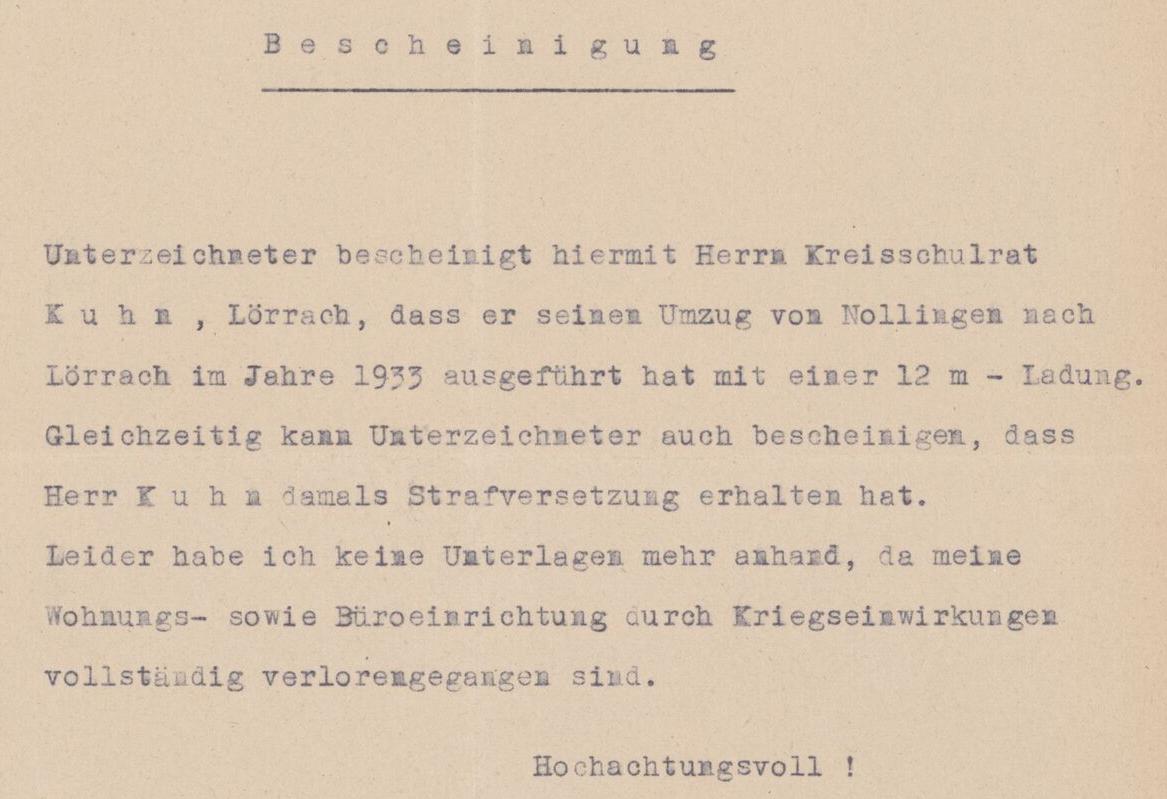 B e s c h e i n i g u n g
Unterzeichneter bescheinigt hiermit Herrn Kreisschulrat
K u h n , Lörrach, dass er seinen Umzug von Nollingen nach
Lörrach im Jahre 1933 ausgeführt hat mit einer 12 m - Ladung.
Gleichzeitig kann Unterzeichneter auch bescheinigen, dass
Herr K u h n damals Strafversetzung erhalten hat.
Leider habe ich keine Unterlagen mehr anhand, da meine
Wohnungs- sowie Büroeinrichtung durch Kriegseinwirkungen
vollständig verlorengegangen sind.
Hochachtungsvoll !